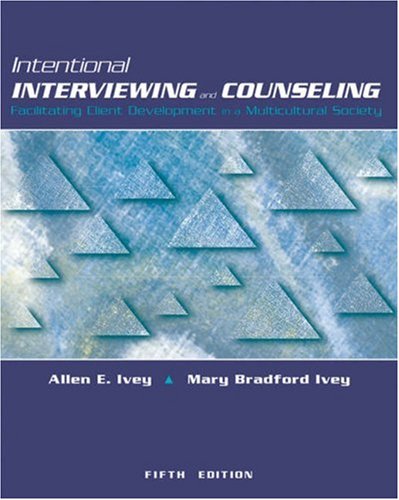 Intentional
INTERVIEWING and COUNSELING
Facilitating Client Development in a Multicultural Society
Allen E. Ivey ▲ Mary Bradford Ivey
FIFTH EDITION